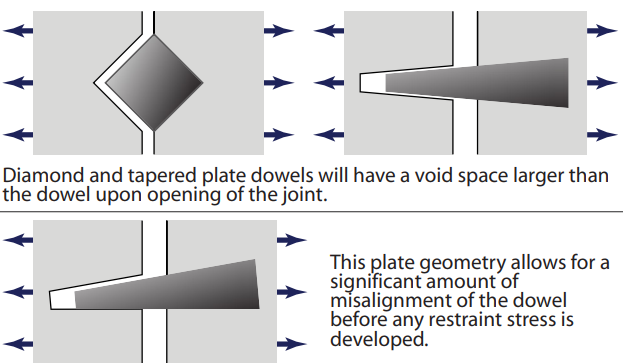 Diamond and tapered plate dowels will have a void space larger than
the dowel upon opening of the joint.
This plate geometry allows for a
significant amount of
misalignment of the dowel
before any restraint stress is
developed.